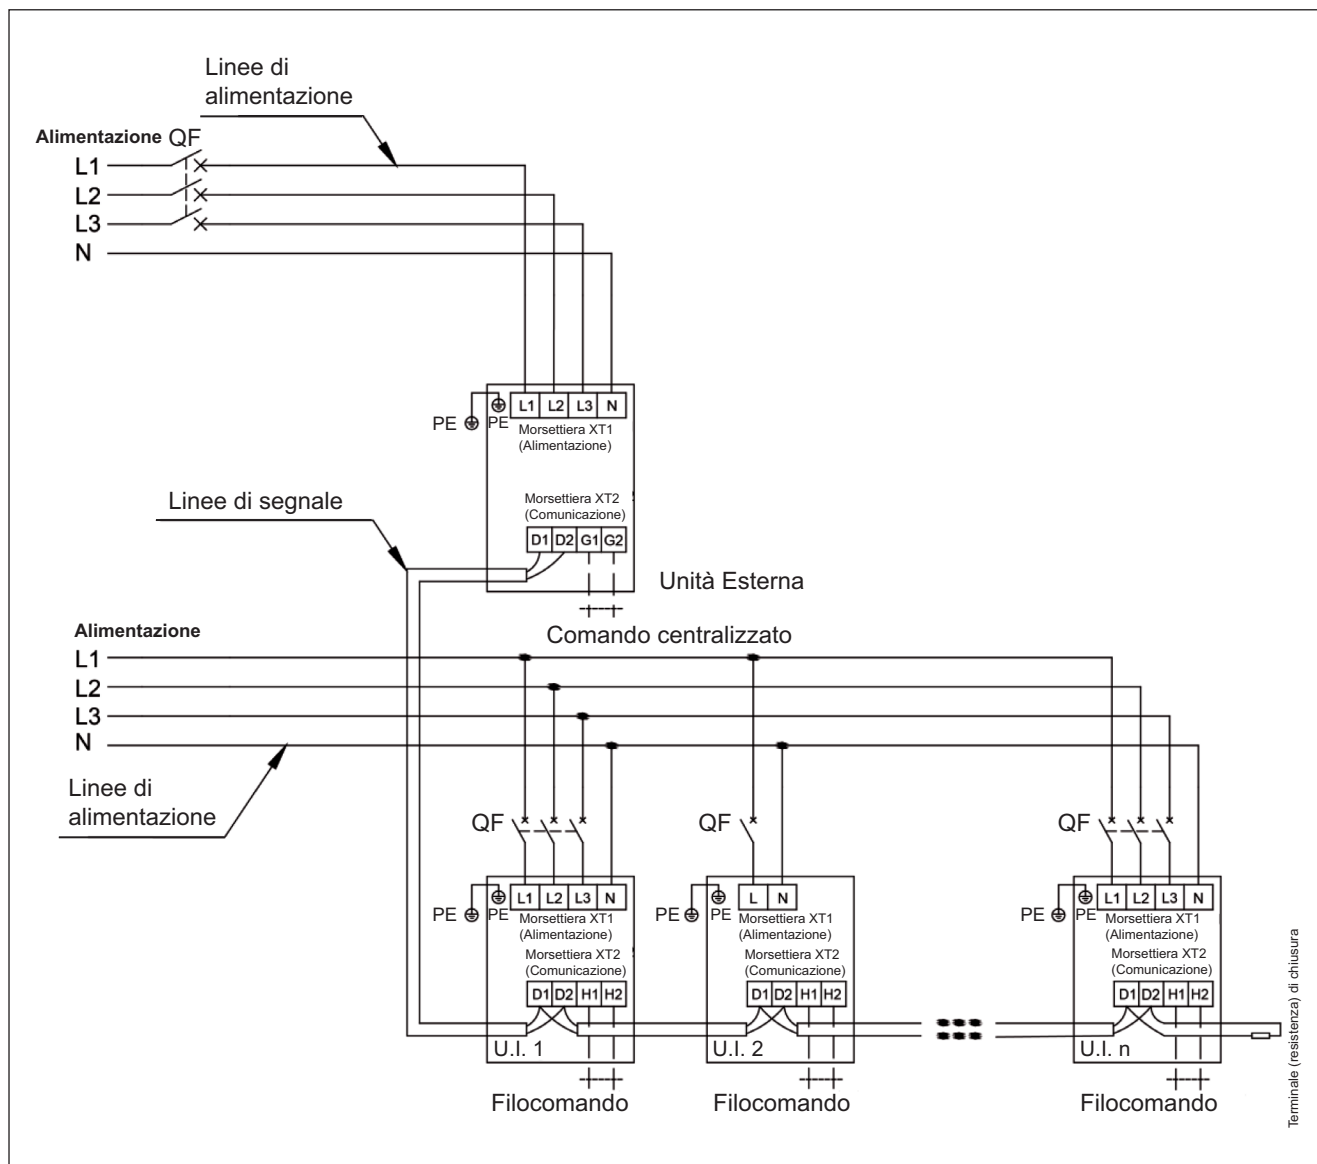 Linee di
alimentazione
Alimentazione QF
L1
L2
L3
N
L1 L2 L3 N
PE PE
Morsettiera XT1
(Alimentazione)
Linee di segnale
Morsettiera XT2
(Comunicazione)
D1 D2 G1 G2
Unità Esterna
Comando centralizzato
Alimentazione
L1
L2
L3
N
Linee di
alimentazione
QF QF QF
L1 L2 L3 N
PE PE
Morsettiera XT1
(Alimentazione)
Morsettiera XT2
(Comunicazione)
D1 D2 H1 H2
U.I. 1
Filocomando
L N
PE PE
Morsettiera XT1
(Alimentazione)
Morsettiera XT2
(Comunicazione)
D1 D2 H1 H2
U.I. 2
Filocomando
L1 L2 L3 N
PE PE
Morsettiera XT1
(Alimentazione)
Morsettiera XT2
(Comunicazione)
D1 D2 H1 H2
U.I. n
Filocomando
Terminale (resistenza) di chiusura